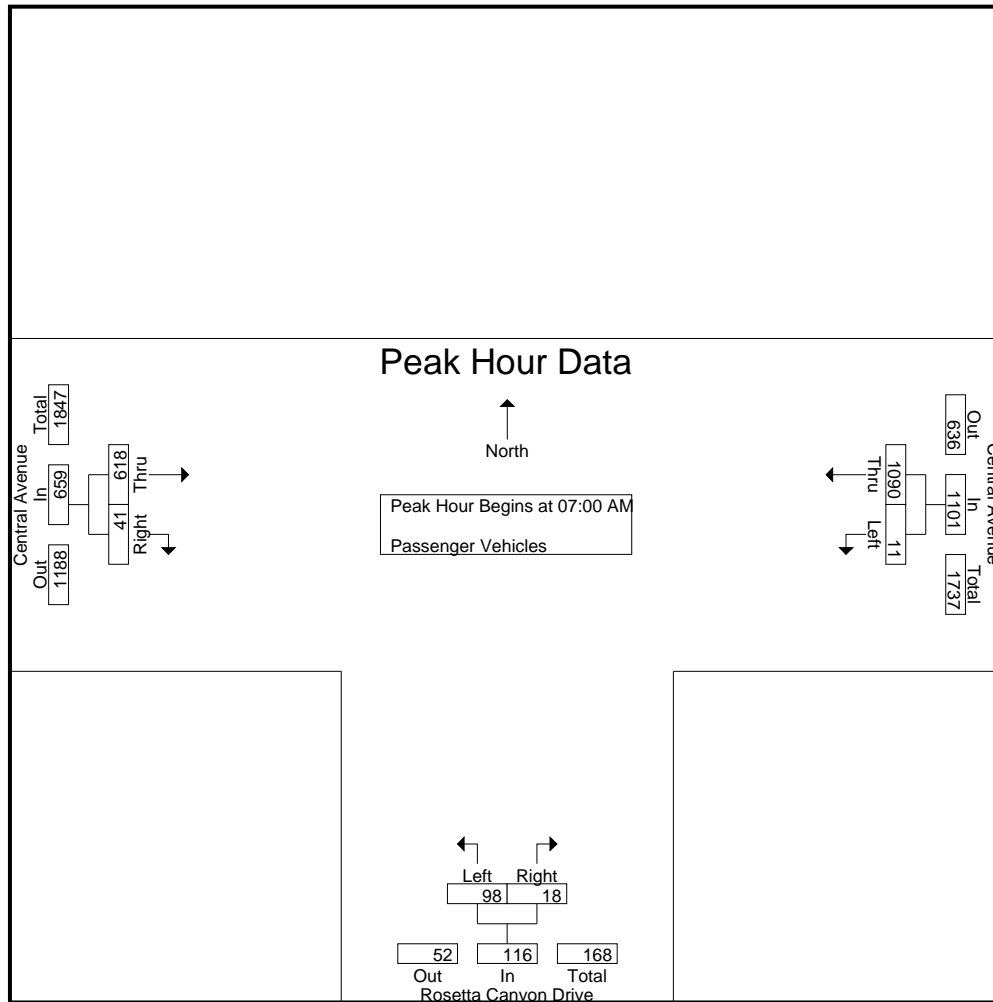 Peak Hour Data
North
Peak Hour Begins at 07:00 AM
Passenger Vehicles
Central Avenue
Out
In
Total
1188
659
1847
Right
Thru
41
618
Central Avenue
Out
In
Total
636
1101
1737
Thru
Left
1090
11
Left Right
98 18
52 116 168
Out In Total
Rosetta Canyon Drive